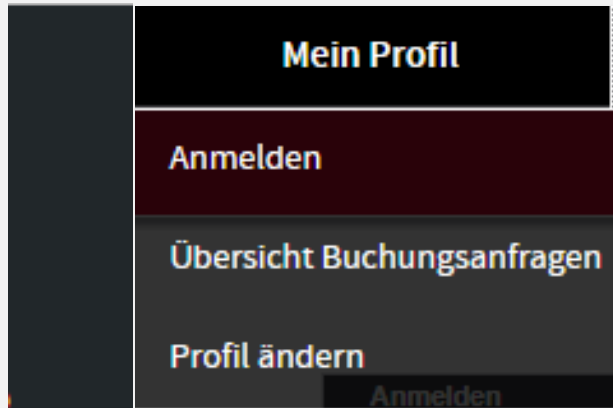 Mein Profil
Anmelden
Übersicht Buchungsanfragen
Profil ändern
Anmelden